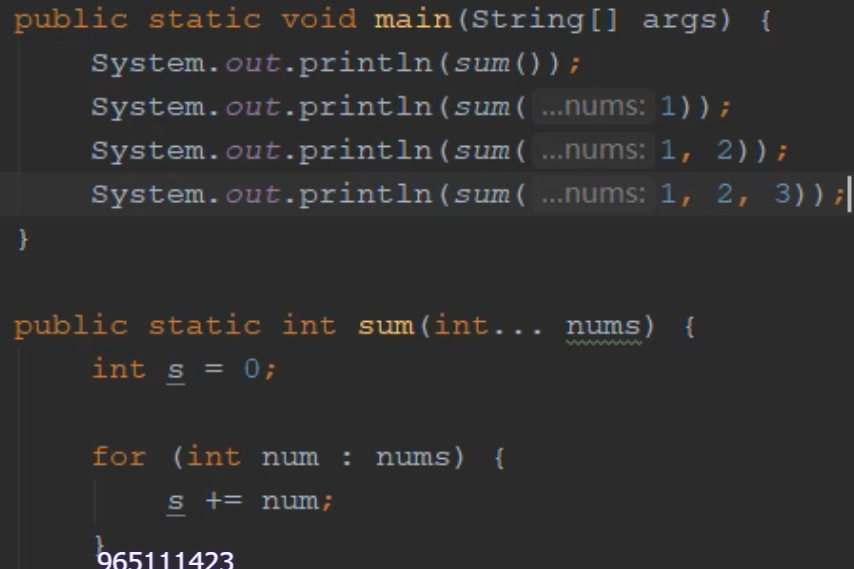 public static void main(String[] args) {
System.out.println(sum());
System.out.println(sum( ...nums: 1));
System.out.println(sum( ...nums: 1, 2));
System.out.println(sum( ...nums: 1, 2, 3));
}
public static int sum(int... nums) {
int s = 0;
for (int num : nums) {
s += num;
}
965111423